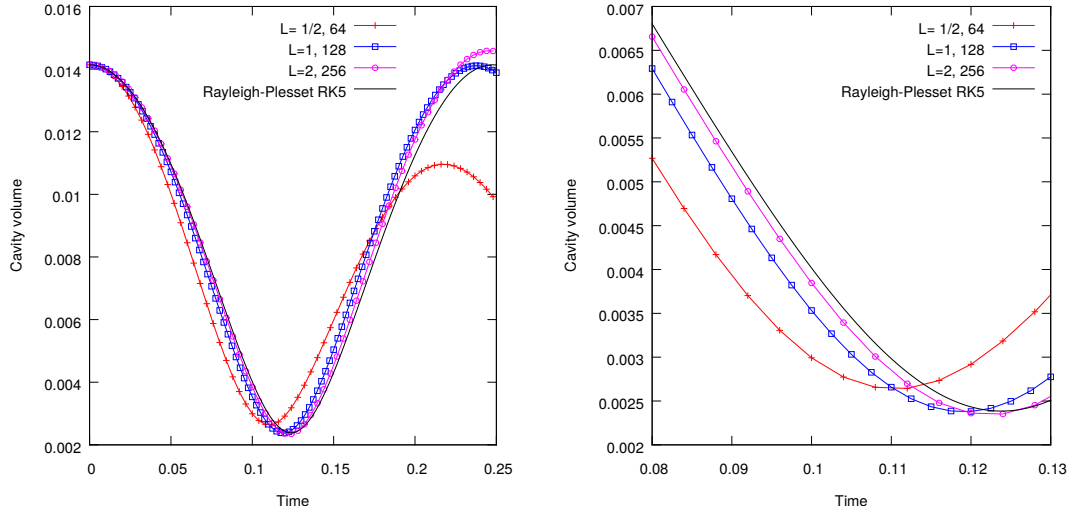 0.016
0.014
0.012
0.01
0.008
0.006
0.004
0.002
Cavity volume
0 0.05 0.1 0.15 0.2 0.25
Time
L= 1/2, 64
L=1, 128
L=2, 256
Rayleigh-Plesset RK5
0.007
0.0065
0.006
0.0055
0.005
0.0045
0.004
0.0035
0.003
0.0025
0.002
Cavity volume
0.08 0.09 0.1 0.11 0.12 0.13
Time
L= 1/2, 64
L=1, 128
L=2, 256
Rayleigh-Plesset RK5